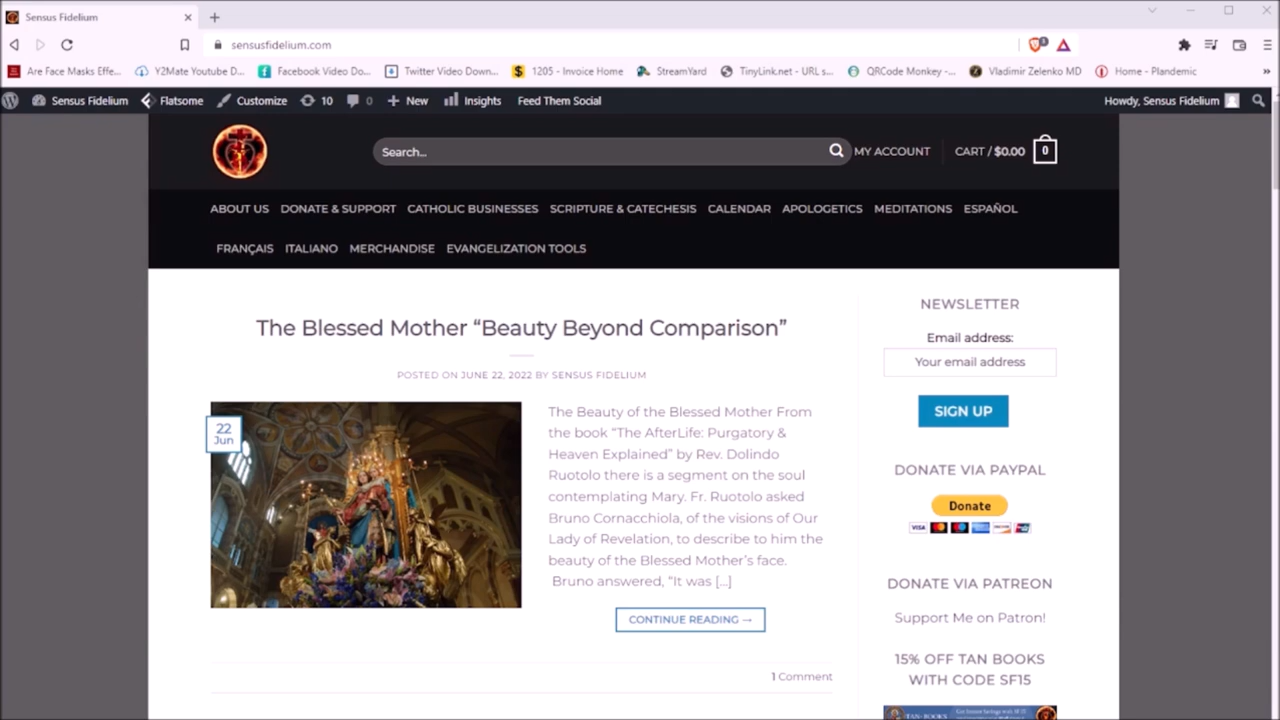 Sensus Fidelium
sensusfidelium.com
3
Are Face Masks Effe... Y2Mate Youtube D... Facebook Video Do... Twitter Video Down... $ 1205 - Invoice Home StreamYard TinyLink.net - URL s... QRCode Monkey -... Vladimir Zelenko MD Home - Plandemic »
Sensus Fidelium Flatsome Customize 10 0 + New Insights Feed Them Social Howdy, Sensus Fidelium
Search... MY ACCOUNT CART / $0.00 0
ABOUT US DONATE & SUPPORT CATHOLIC BUSINESSES SCRIPTURE & CATECHESIS CALENDAR APOLOGETICS MEDITATIONS ESPAÑOL
FRANÇAIS ITALIANO MERCHANDISE EVANGELIZATION TOOLS
The Blessed Mother “Beauty Beyond Comparison”
POSTED ON JUNE 22, 2022 BY SENSUS FIDELIUM
22
Jun
The Beauty of the Blessed Mother From
the book “The AfterLife: Purgatory &
Heaven Explained” by Rev. Dolindo
Ruotolo there is a segment on the soul
contemplating Mary. Fr. Ruotolo asked
Bruno Cornacchiola, of the visions of Our
Lady of Revelation, to describe to him the
beauty of the Blessed Mother’s face.
Bruno answered, “It was [...]
CONTINUE READING →
1 Comment
NEWSLETTER
Email address:
Your email address
SIGN UP
DONATE VIA PAYPAL
Donate
VISA
DONATE VIA PATREON
Support Me on Patron!
15% OFF TAN BOOKS
WITH CODE SF15
TAN·BOOKS